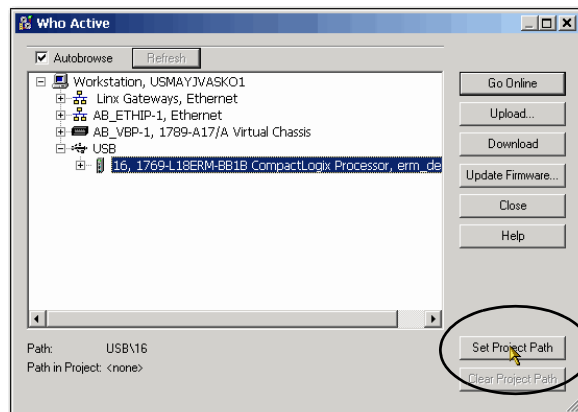 Who Active
Autobrowse
Refresh
Workstation, USMAYJVASKO1
Linx Gateways, Ethernet
AB_ETHIP-1, Ethernet
AB_VBP-1, 1789-A17/A Virtual Chassis
USB
16, 1769-L18ERM-BB1B CompactLogix Processor, erm_de
Go Online
Upload...
Download
Update Firmware...
Close
Help
Path: USB\16
Path in Project: <none>
Set Project Path
Clear Project Path